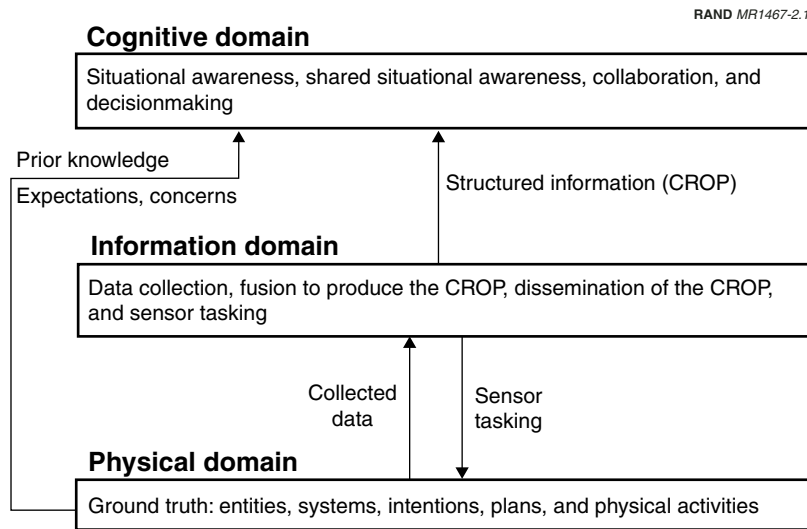 RAND MR1467-2.1
Cognitive domain
Situational awareness, shared situational awareness, collaboration, and
decisionmaking
Prior knowledge
Expectations, concerns
Structured information (CROP)
Information domain
Data collection, fusion to produce the CROP, dissemination of the CROP,
and sensor tasking
Collected
data
Sensor
tasking
Physical domain
Ground truth: entities, systems, intentions, plans, and physical activities